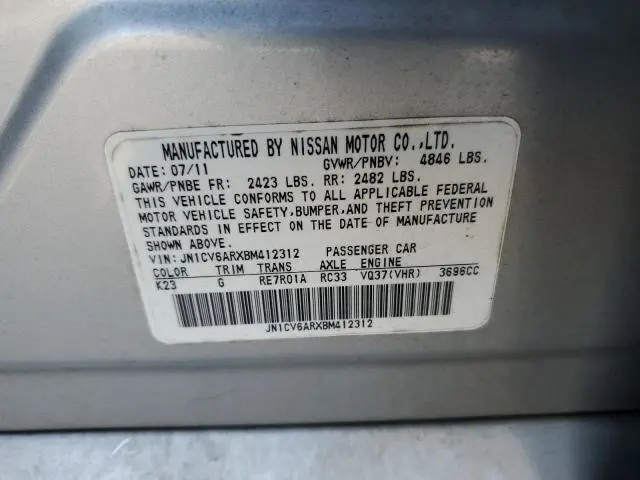 MANUFACTURED BY NISSAN MOTOR CO.,LTD.
DATE: 07/11 GVWR/PNBV: 4846 LBS.
GAWR/PNBE FR: 2423 LBS. RR: 2482 LBS.
THIS VEHICLE CONFORMS TO ALL APPLICABLE FEDERAL
MOTOR VEHICLE SAFETY,BUMPER,AND THEFT PREVENTION
STANDARDS IN EFFECT ON THE DATE OF MANUFACTURE
SHOWN ABOVE.
VIN: JN1CV6ARXBM412312 PASSENGER CAR
COLOR TRIM TRANS AXLE ENGINE
K23 G RE7R01A RC33 VQ37(VHR) 3696CC
JN1CV6ARXBM412312